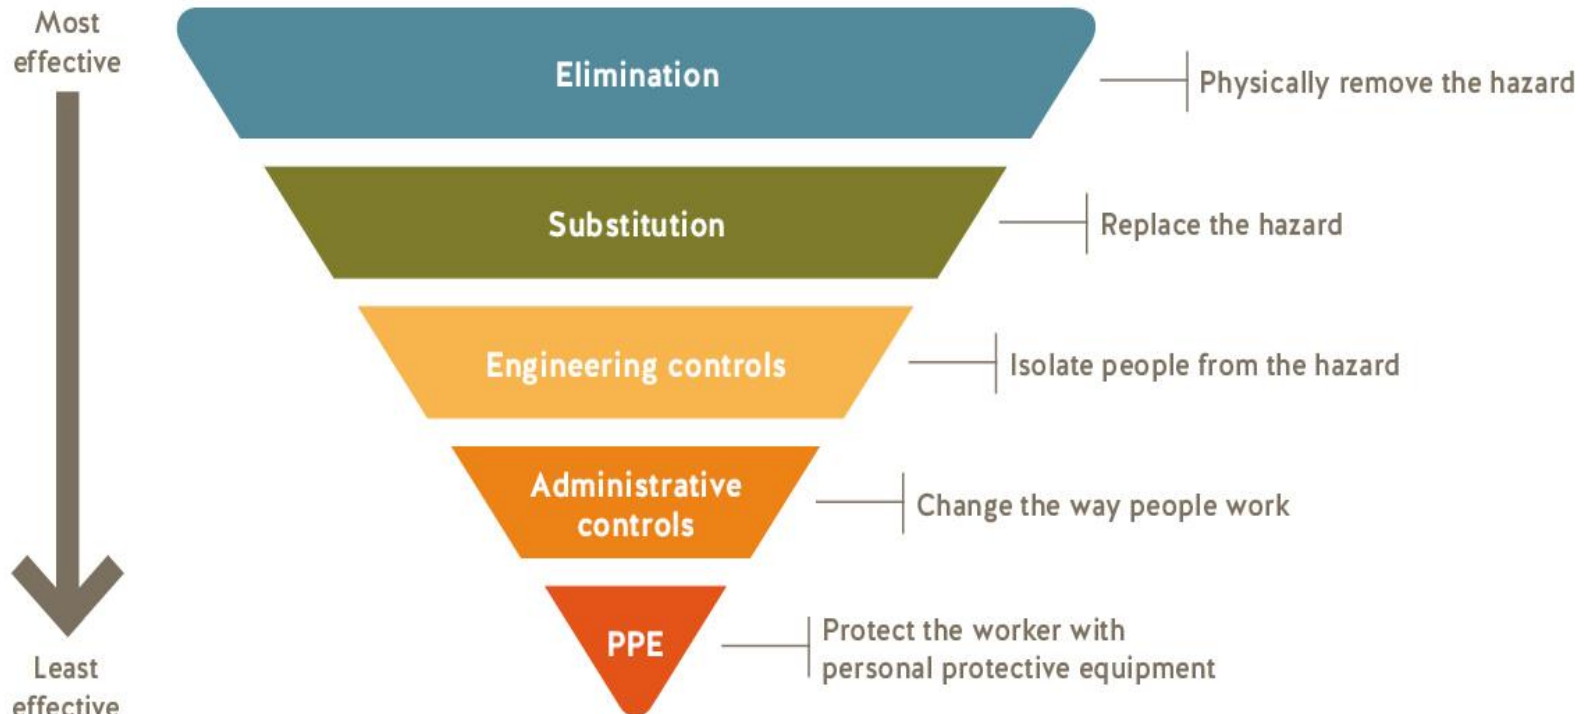 Most
effective
Elimination
Physically remove the hazard
Substitution
Replace the hazard
Engineering controls
Isolate people from the hazard
Administrative
controls
Change the way people work
PPE
Protect the worker with
personal protective equipment
Least
effective